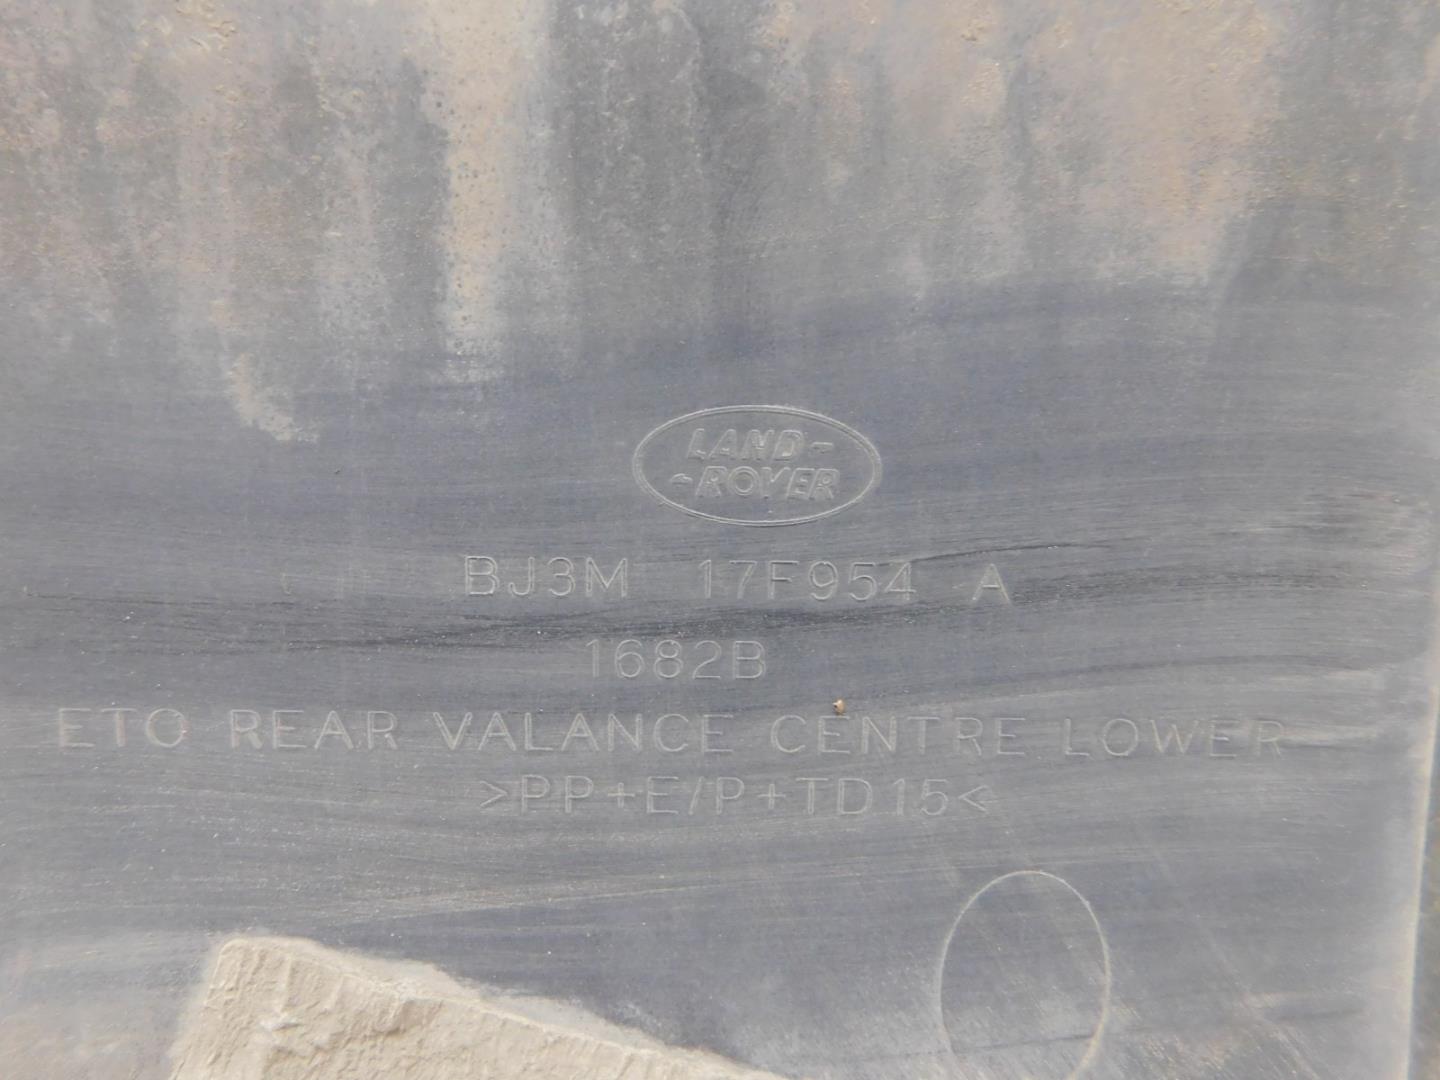 LAND-
-ROVER
BJ3M 17F954 A
1682B
ETO REAR VALANCE CENTRE LOWER
>PP+E/P+TD15<